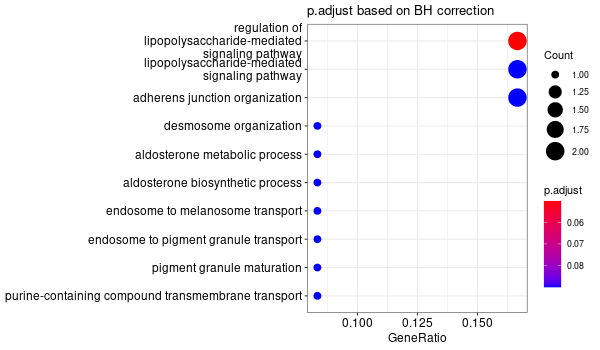 p.adjust based on BH correction
regulation of
lipopolysaccharide-mediated
signaling pathway
lipopolysaccharide-mediated
signaling pathway
adherens junction organization
desmosome organization
aldosterone metabolic process
aldosterone biosynthetic process
endosome to melanosome transport
endosome to pigment granule transport
pigment granule maturation
purine-containing compound transmembrane transport
0.100 0.125 0.150
GeneRatio
Count
1.00
1.25
1.50
1.75
2.00
p.adjust
0.06
0.07
0.08